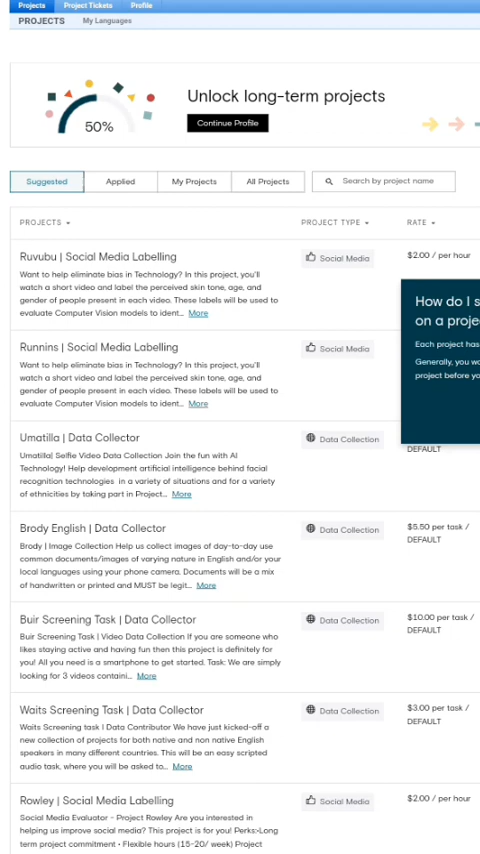 Projects Project Tickets Profile
PROJECTS My Languages
50%
Unlock long-term projects
Continue Profile
Suggested Applied My Projects All Projects Search by project name
PROJECTS PROJECT TYPE RATE
Ruvubu | Social Media Labelling
Social Media
$2.00 / per hour
Want to help eliminate bias in Technology? In this project, you'll
watch a short video and label the perceived skin tone, age, and
gender of people present in each video. These labels will be used to
evaluate Computer Vision models to ident... More
How do I s
on a proje
Each project has
Generally, you wo
project before yo
Runnins | Social Media Labelling
Social Media
Want to help eliminate bias in Technology? In this project, you'll
watch a short video and label the perceived skin tone, age, and
gender of people present in each video. These labels will be used to
evaluate Computer Vision models to ident... More
Umatilla | Data Collector
Data Collection
DEFAULT
Umatilla| Selfie Video Data Collection Join the fun with AI
Technology! Help development artificial intelligence behind facial
recognition technologies in a variety of situations and for a variety
of ethnicities by taking part in Project... More
Brody English | Data Collector
Data Collection
$5.50 per task /
DEFAULT
Brody | Image Collection Help us collect images of day-to-day use
common documents/images of varying nature in English and/or your
local languages using your phone camera. Documents will be a mix
of handwritten or printed and MUST be legit... More
Buir Screening Task | Data Collector
Data Collection
$10.00 per task /
DEFAULT
Buir Screening Task | Video Data Collection If you are someone who
likes staying active and having fun then this project is definitely for
you! All you need is a smartphone to get started. Task: We are simply
looking for 3 videos containi... More
Waits Screening Task | Data Collector
Data Collection
$3.00 per task /
DEFAULT
Waits Screening task I Data Contributor We have just kicked-off a
new collection of projects for both native and non native English
speakers in many different countries. This will be an easy scripted
audio task, where you will be asked to... More
Rowley | Social Media Labelling
Social Media
$2.00 / per hour
Social Media Evaluator - Project Rowley Are you interested in
helping us improve social media? This project is for you! Perks:•Long
term project commitment • Flexible hours (15-20/ week) Project